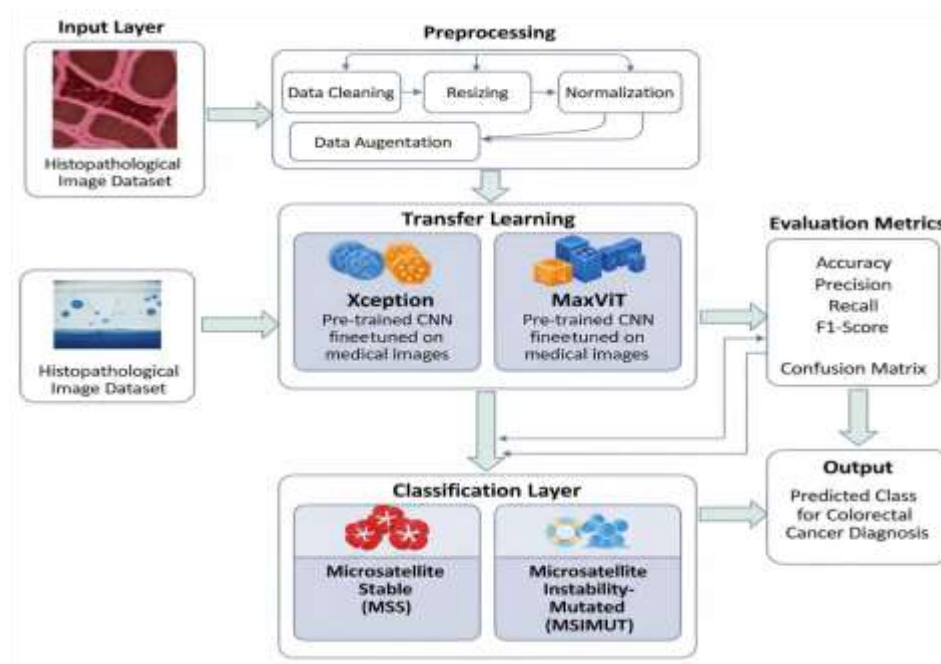 Input Layer
Histopathological
Image Dataset
Preprocessing
Data Cleaning
Resizing
Normalization
Data Augentation
Histopathological
Image Dataset
Transfer Learning
Xception
Pre-trained CNN
fineetuned on
medical images
MaxViT
Pre-trained CNN
fineetuned on
medical images
Evaluation Metrics
Accuracy
Precision
Recall
F1-Score
Confusion Matrix
Classification Layer
Microsatellite
Stable
(MSS)
Microsatellite
Instability-
Mutated
(MSIMUT)
Output
Predicted Class
for Colorectal
Cancer Diagnosis